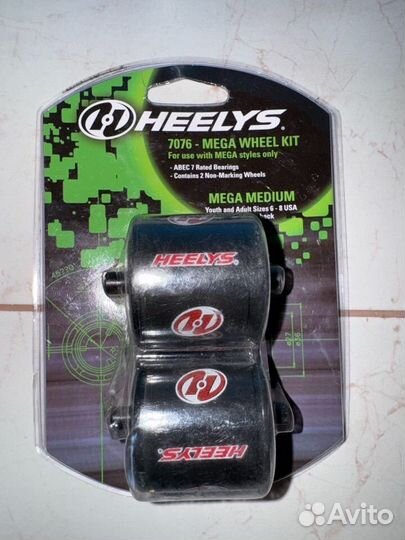 HEELYS®
7076 - MEGA WHEEL KIT
For use with MEGA styles only
- ABEC 7 Rated Bearings
- Contains 2 Non-Marking Wheels
MEGA MEDIUM
Youth and Adult Sizes 6 - 8 USA
HEELYS
HEELYS
Avito